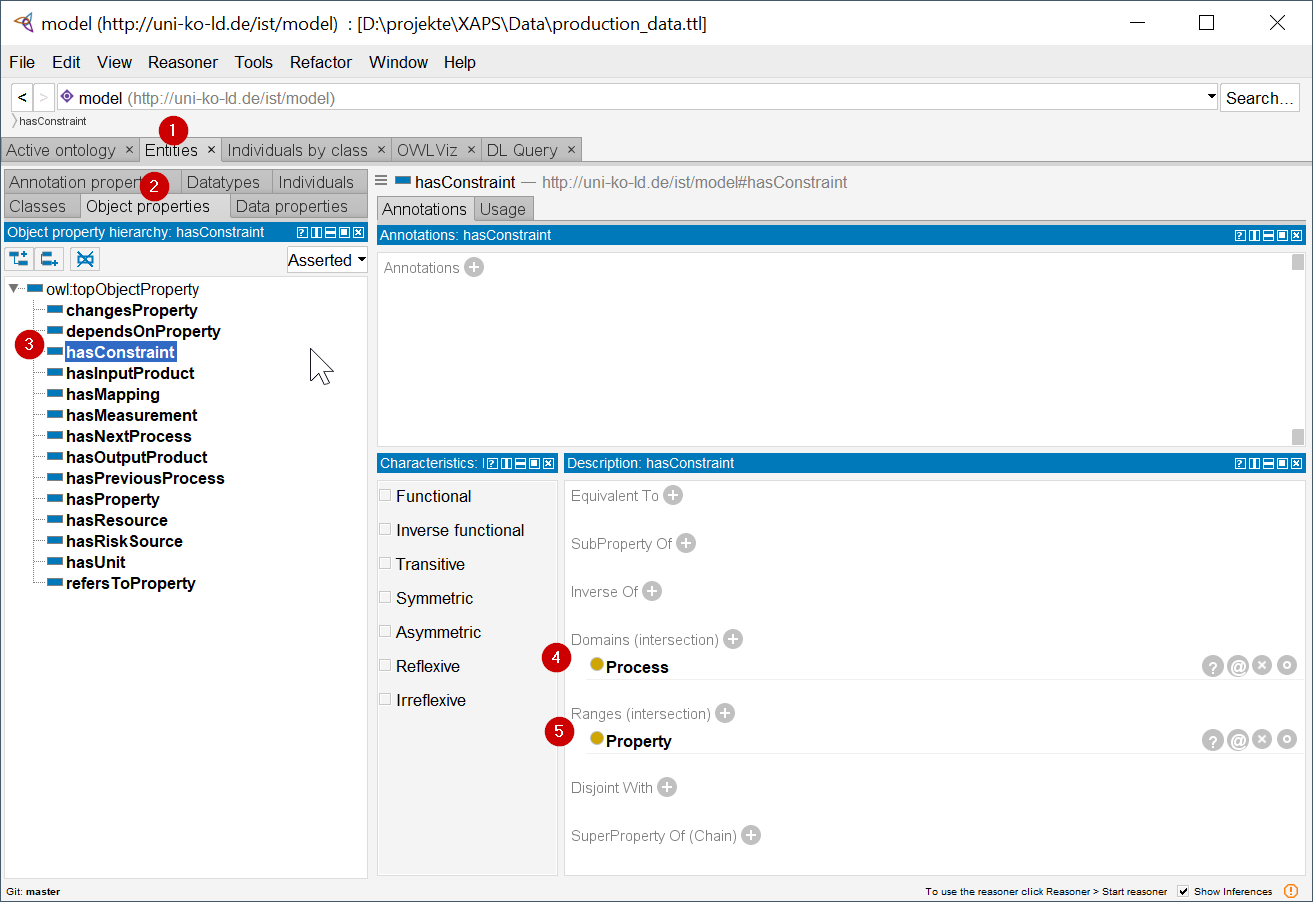 model (http://uni-ko-ld.de/ist/model) : [D:\projekte\XAPS\Data\production_data.ttl]
File Edit View Reasoner Tools Refactor Window Help
< > model (http://uni-ko-ld.de/ist/model) Search...
hasConstraint
1
Active ontology × Entities × Individuals by class × OWLViz × DL Query ×
Annotation propert 2 Datatypes Individuals
Classes Object properties Data properties
hasConstraint — http://uni-ko-ld.de/ist/model#hasConstraint
Annotations Usage
Object property hierarchy: hasConstraint
Annotations: hasConstraint
Asserted
Annotations
owl:topObjectProperty
changesProperty
dependsOnProperty
3
hasConstraint
hasInputProduct
hasMapping
hasMeasurement
hasNextProcess
hasOutputProduct
hasPreviousProcess
hasProperty
hasResource
hasRiskSource
hasUnit
refersToProperty
Characteristics:
Functional
Inverse functional
Transitive
Symmetric
Asymmetric
Reflexive
Irreflexive
Description: hasConstraint
Equivalent To
SubProperty Of
Inverse Of
Domains (intersection)
4 Process ? @ × o
Ranges (intersection)
5 Property ? @ × o
Disjoint With
SuperProperty Of (Chain)
Git: master
To use the reasoner click Reasoner > Start reasoner Show Inferences